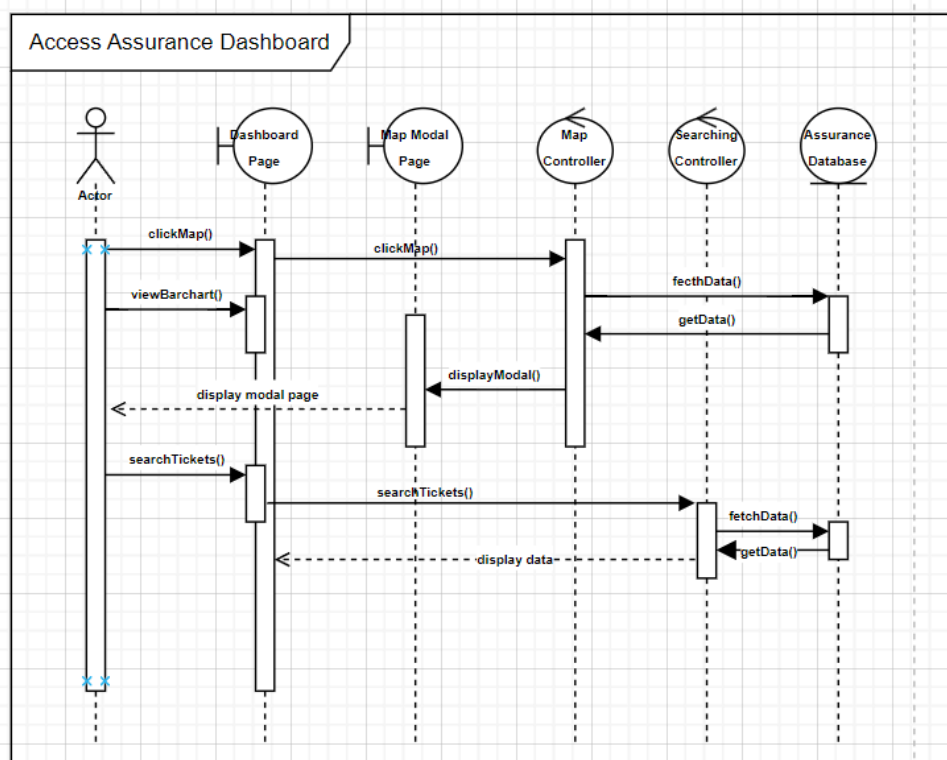 Access Assurance Dashboard
Dashboard
Page
Map Modal
Page
Map
Controller
Searching
Controller
Assurance
Database
Actor
clickMap()
clickMap()
fecthData()
viewBarchart()
getData()
displayModal()
display modal page
searchTickets()
searchTickets()
fetchData()
getData()
display data